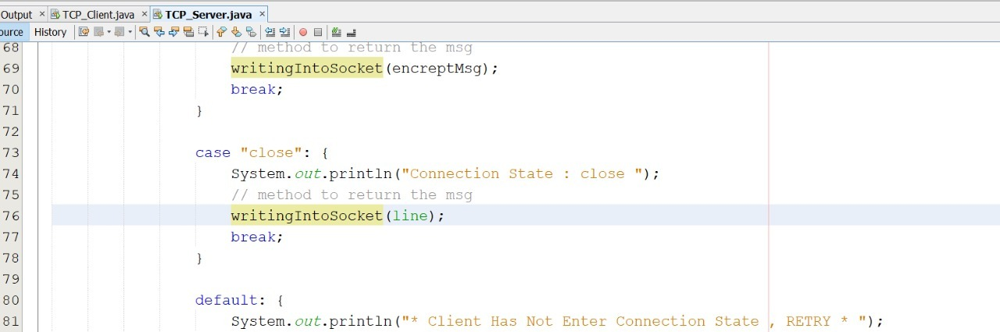 Output × TCP_Client.java × TCP_Server.java ×
ource History
68 // method to return the msg
69 writingIntoSocket(encreptMsg);
70 break;
71 }
72
73 case "close": {
74 System.out.println("Connection State : close ");
75 // method to return the msg
76 writingIntoSocket(line);
77 break;
78 }
79
80 default: {
81 System.out.println("* Client Has Not Enter Connection State , RETRY * ");